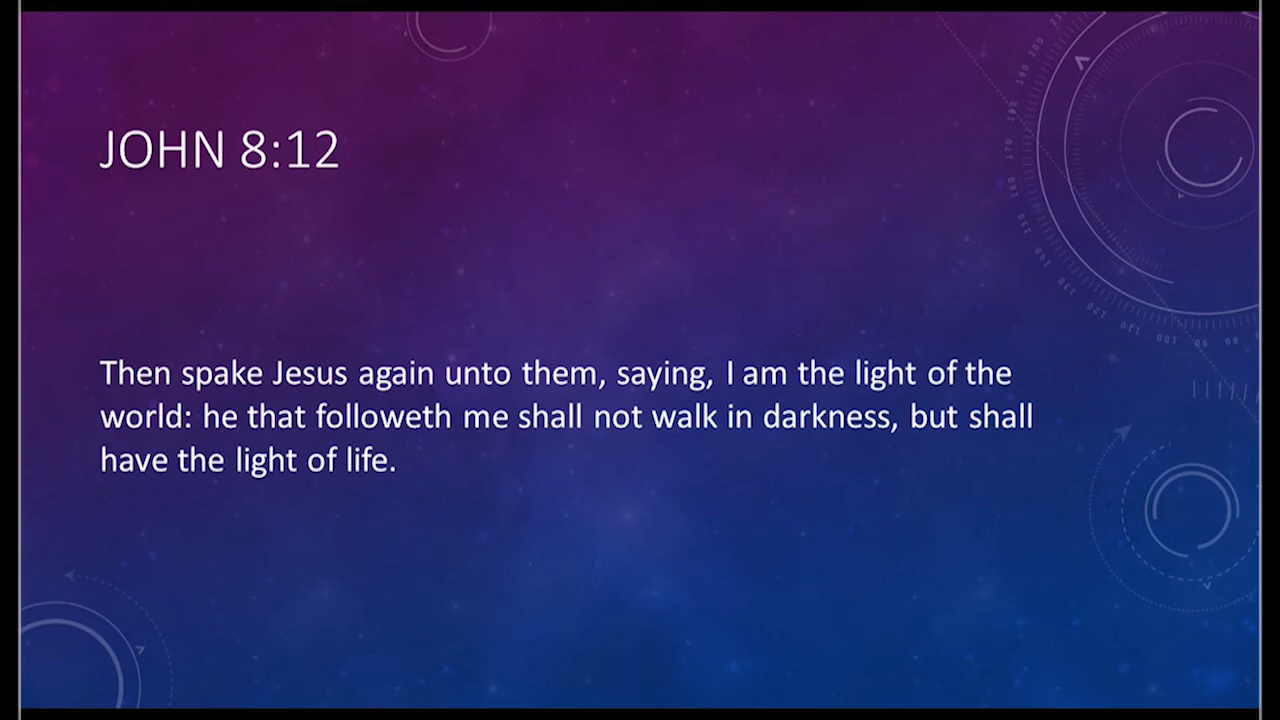 JOHN 8:12
Then spake Jesus again unto them, saying, I am the light of the
world: he that followeth me shall not walk in darkness, but shall
have the light of life.